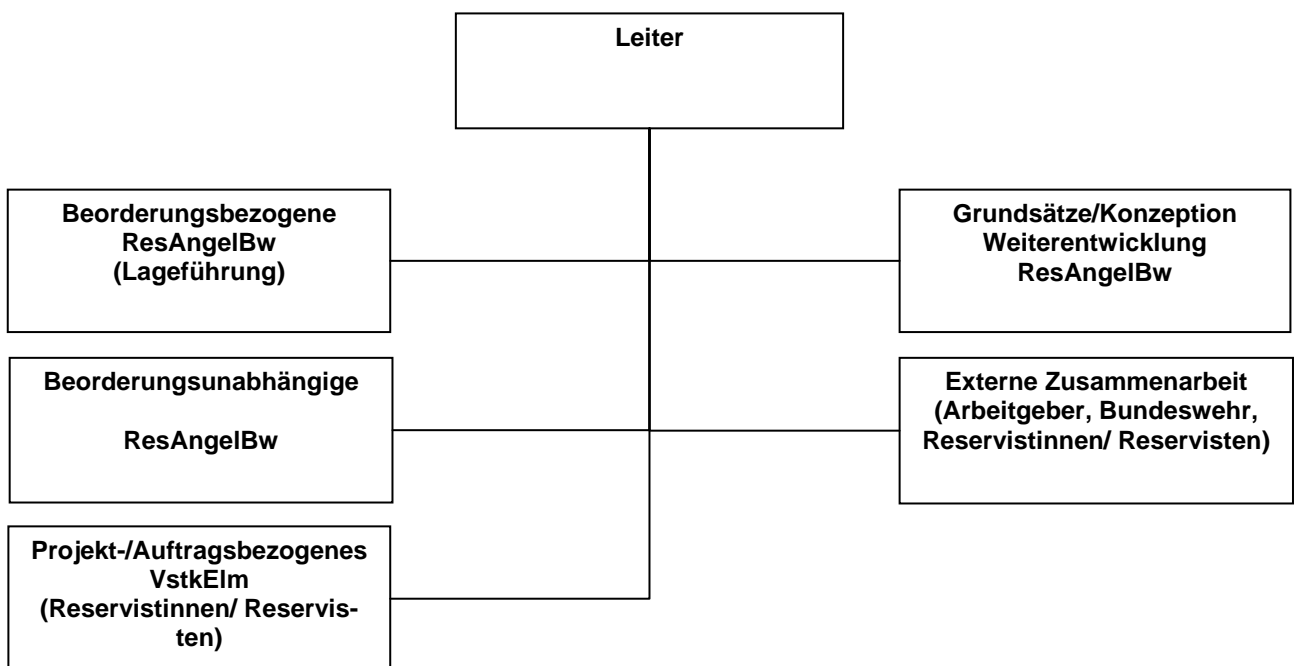 Leiter
Beorderungsbezogene
ResAngelBw
(Lageführung)
Grundsätze/Konzeption
Weiterentwicklung
ResAngelBw
Beorderungsunabhängige
ResAngelBw
Externe Zusammenarbeit
(Arbeitgeber, Bundeswehr,
Reservistinnen/ Reservisten)
Projekt-/Auftragsbezogenes
VstkElm
(Reservistinnen/ Reservis-
ten)